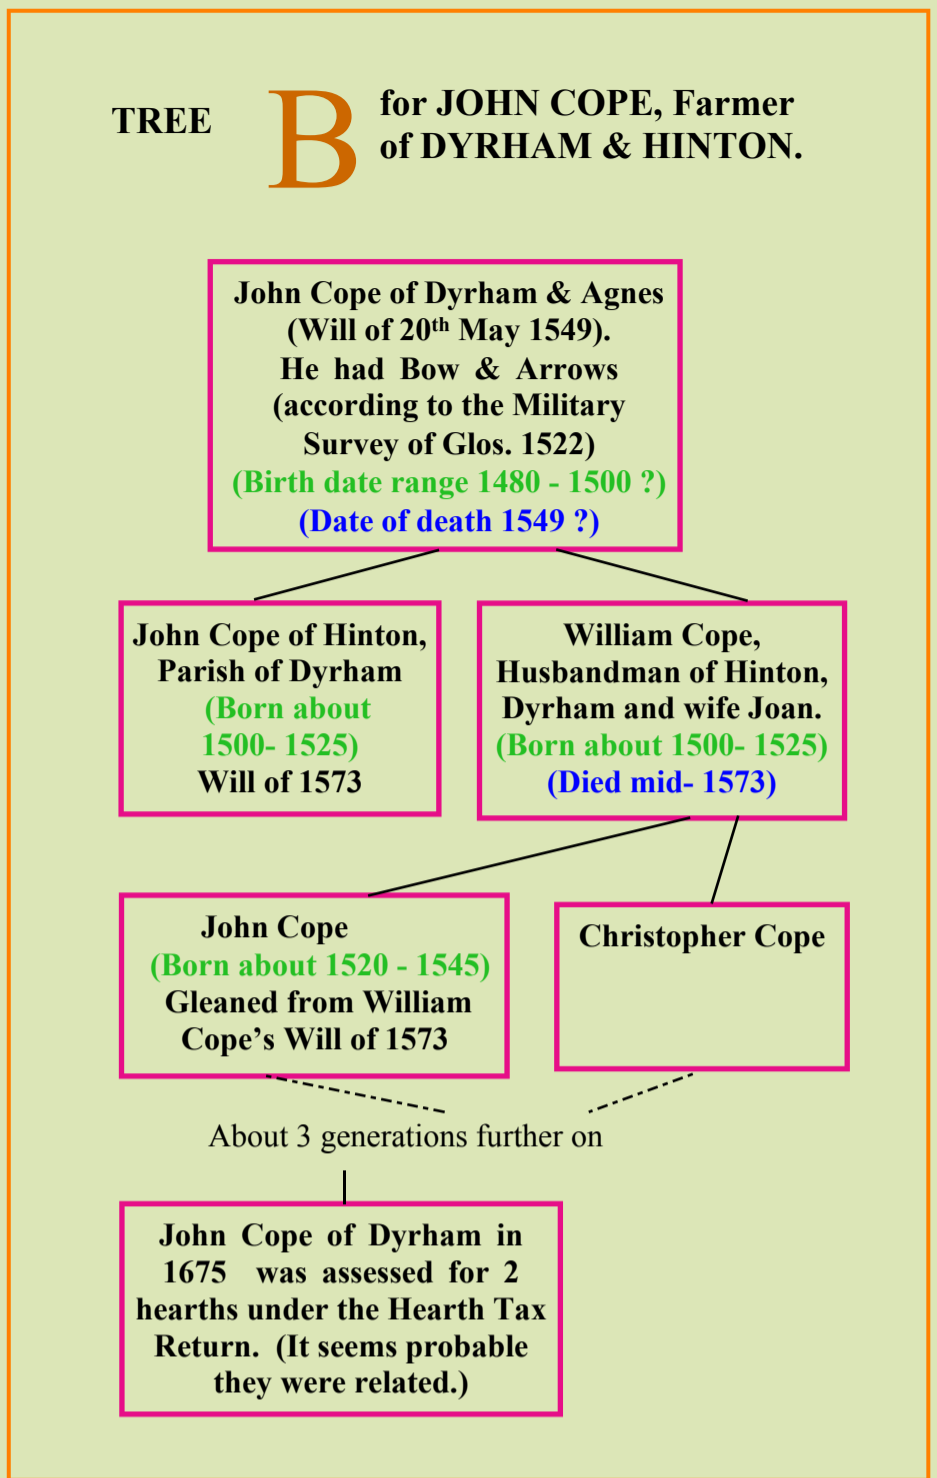 TREE B for JOHN COPE, Farmer
of DYRHAM & HINTON.
John Cope of Dyrham & Agnes
(Will of 20th May 1549).
He had Bow & Arrows
(according to the Military
Survey of Glos. 1522)
(Birth date range 1480 - 1500 ?)
(Date of death 1549 ?)
John Cope of Hinton,
Parish of Dyrham
(Born about
1500- 1525)
Will of 1573
William Cope,
Husbandman of Hinton,
Dyrham and wife Joan.
(Born about 1500- 1525)
(Died mid- 1573)
John Cope
(Born about 1520 - 1545)
Gleaned from William
Cope’s Will of 1573
Christopher Cope
About 3 generations further on
John Cope of Dyrham in
1675 was assessed for 2
hearths under the Hearth Tax
Return. (It seems probable
they were related.)